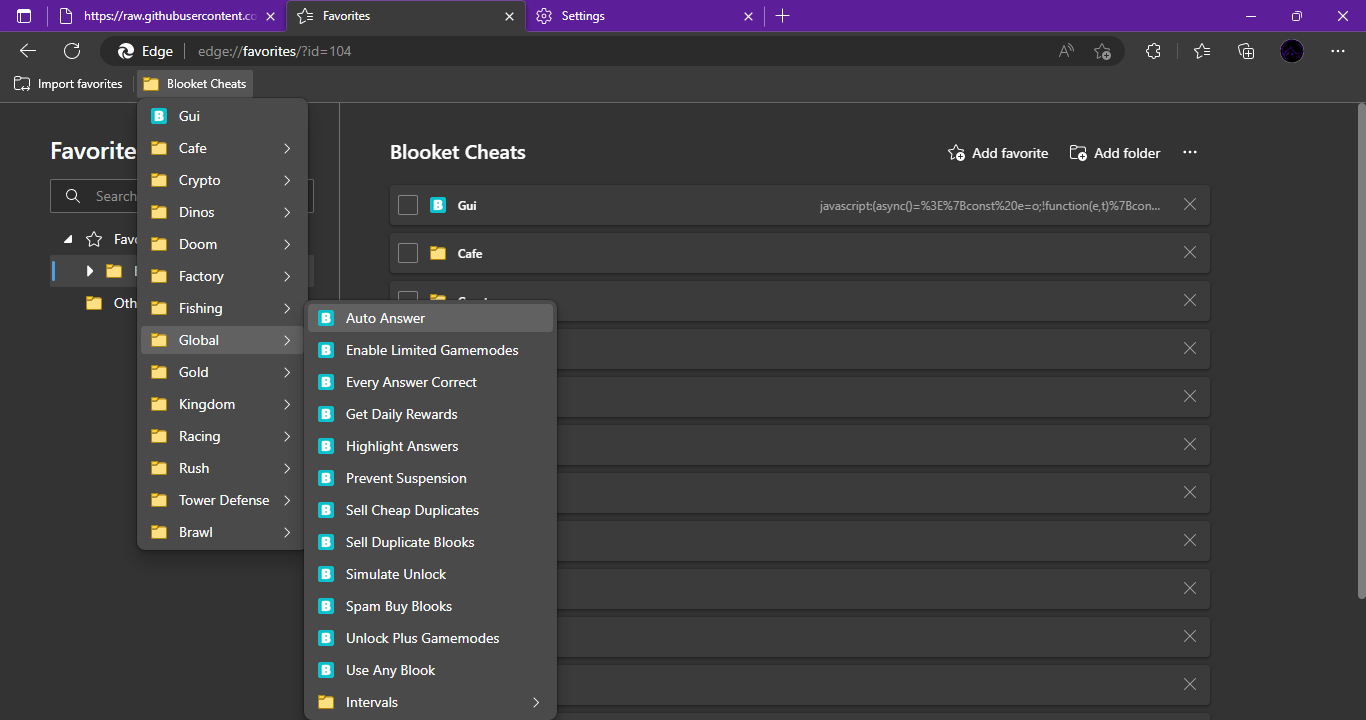 https://raw.githubusercontent.cc
Favorites
Settings
Edge
edge://favorites/?id=104
Import favorites
Blooket Cheats
Gui
Cafe
Crypto
Dinos
Doom
Factory
Fishing
Global
Gold
Kingdom
Racing
Rush
Tower Defense
Brawl
Auto Answer
Enable Limited Gamemodes
Every Answer Correct
Get Daily Rewards
Highlight Answers
Prevent Suspension
Sell Cheap Duplicates
Sell Duplicate Blooks
Simulate Unlock
Spam Buy Blooks
Unlock Plus Gamemodes
Use Any Blook
Intervals
Favorite
Search
Favo
Oth
Blooket Cheats
Add favorite
Add folder
Gui
javascript:(async()=%3E%7Bconst%20e=o;!function(e,t)%7Bcon...
Cafe